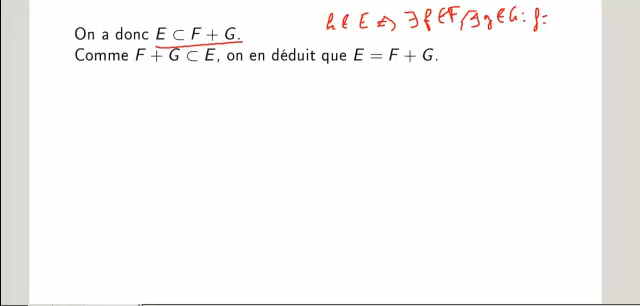 h ∈ E ⇔ ∃ f ∈ F, ∃ g ∈ G : f =
On a donc E ⊂ F + G.
Comme F + G ⊂ E, on en déduit que E = F + G.